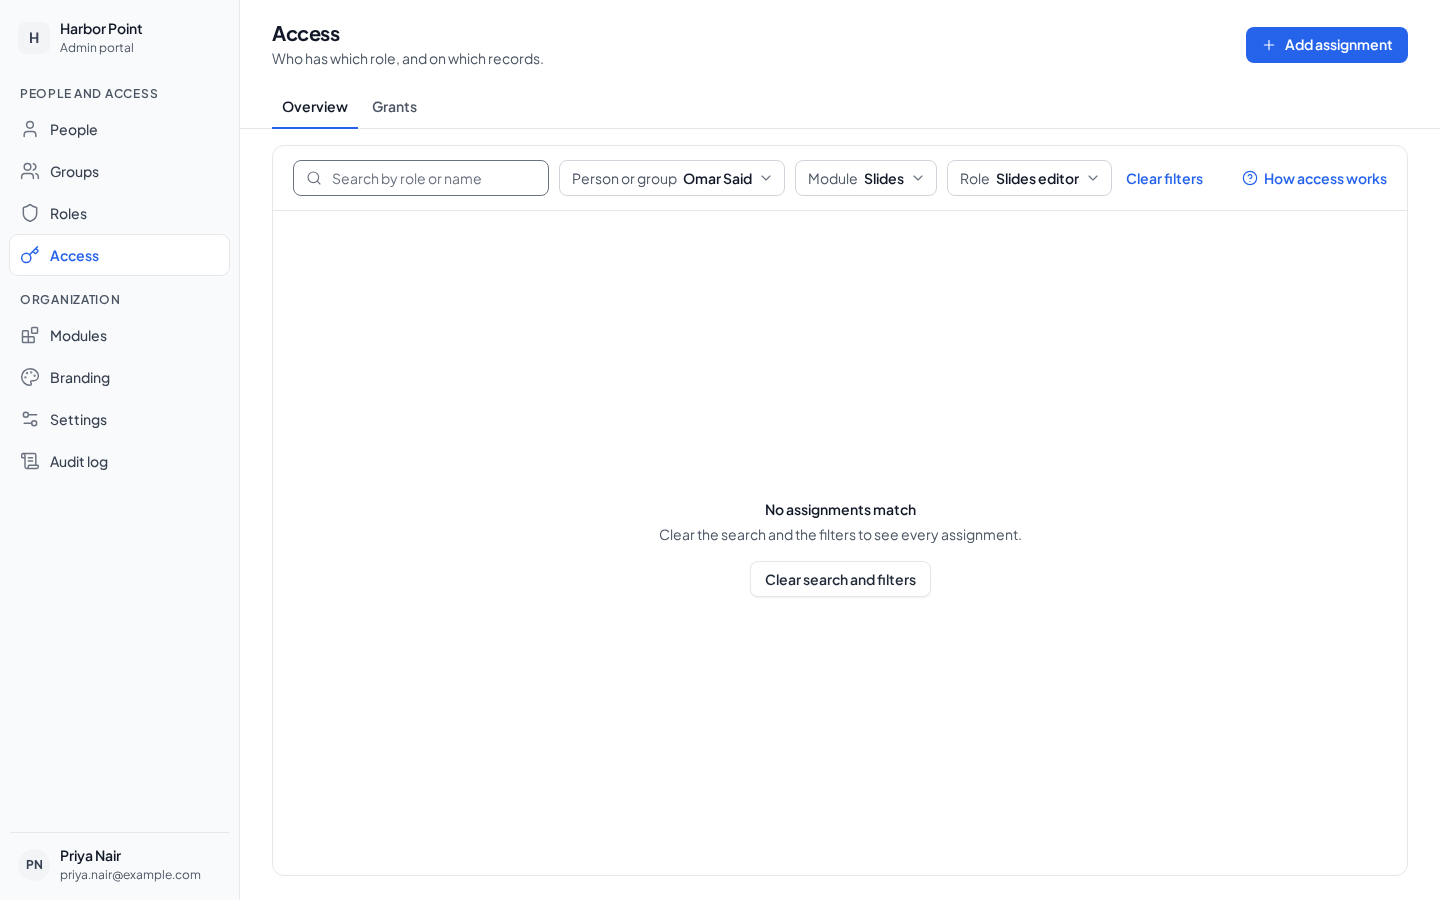 H
Harbor Point
Admin portal
PEOPLE AND ACCESS
People
Groups
Roles
Access
ORGANIZATION
Modules
Branding
Settings
Audit log
PN
Priya Nair
priya.nair@example.com
Access
Who has which role, and on which records.
Add assignment
Overview
Grants
Search by role or name
Person or group Omar Said
Module Slides
Role Slides editor
Clear filters
How access works
No assignments match
Clear the search and the filters to see every assignment.
Clear search and filters